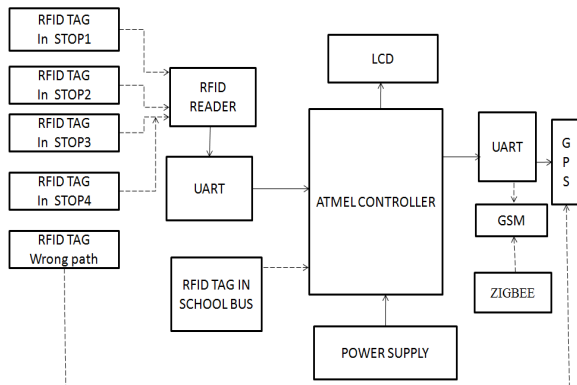 RFID TAG
In STOP1
RFID TAG
In STOP2
RFID TAG
In STOP3
RFID TAG
In STOP4
RFID TAG
Wrong path
RFID
READER
UART
RFID TAG IN
SCHOOL BUS
LCD
ATMEL CONTROLLER
POWER SUPPLY
UART
GSM
ZIGBEE
G
P
S